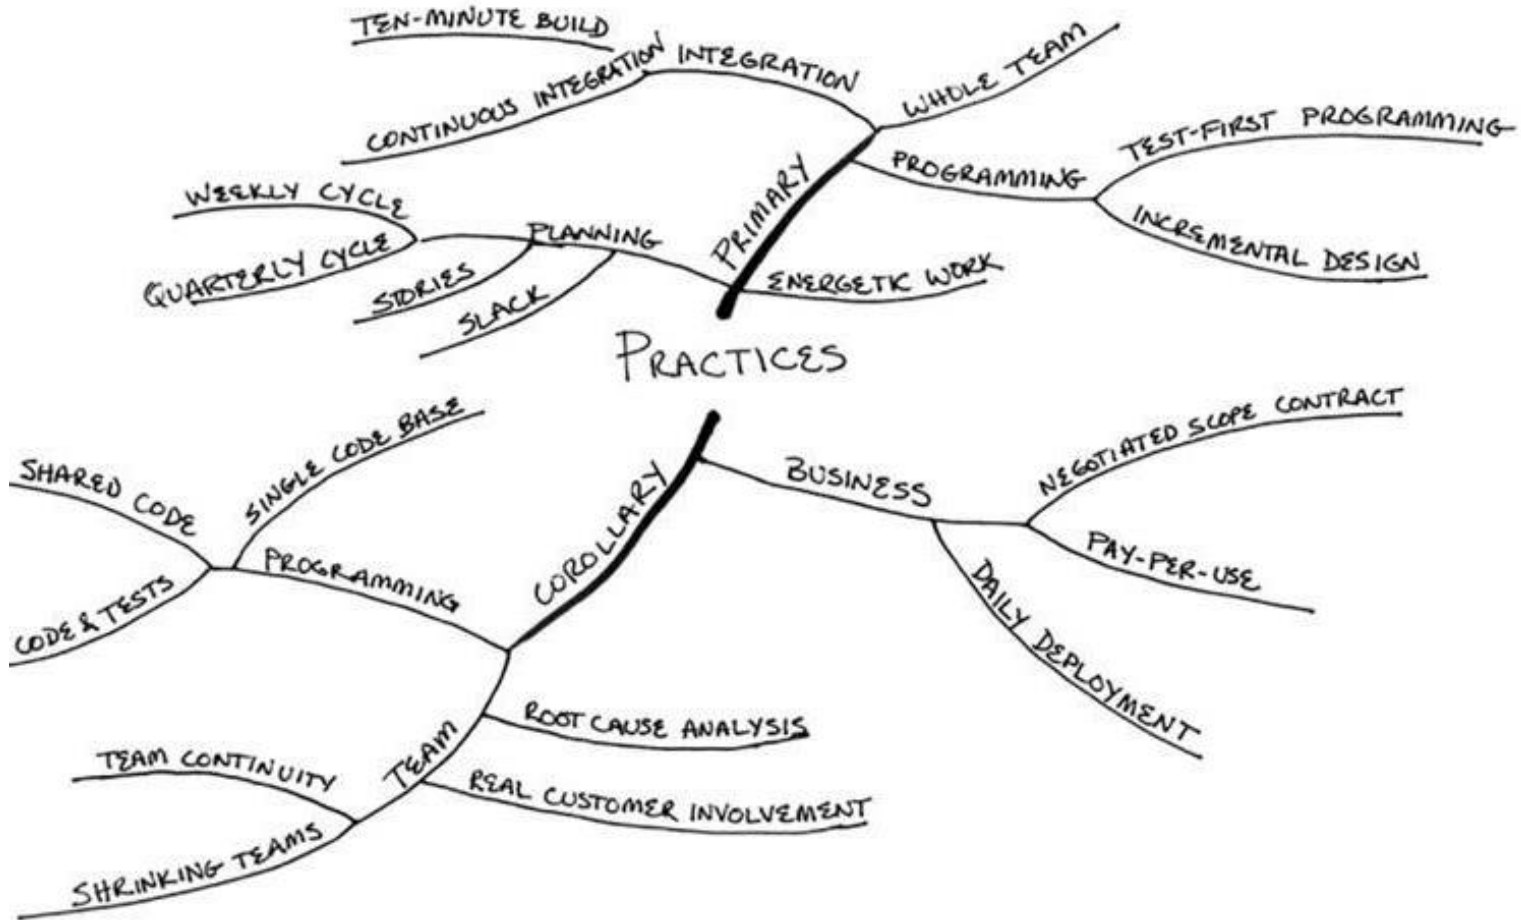 TEN-MINUTE BUILD
INTEGRATION
CONTINUOUS INTEGRATION
WHOLE TEAM
TEST-FIRST PROGRAMMING
PROGRAMMING
INCREMENTAL DESIGN
PRIMARY
WEEKLY CYCLE
PLANNING
QUARTERLY CYCLE
STORIES
SLACK
ENERGETIC WORK
PRACTICES
SINGLE CODE BASE
SHARED CODE
PROGRAMMING
CODE & TESTS
COROLLARY
BUSINESS
NEGOTIATED SCOPE CONTRACT
PAY-PER-USE
DAILY DEPLOYMENT
ROOT CAUSE ANALYSIS
TEAM
REAL CUSTOMER INVOLVEMENT
TEAM CONTINUITY
SHRINKING TEAMS